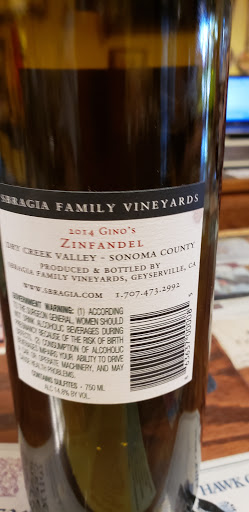 SBRAGIA FAMILY VINEYARDS
2014 GINO'S
ZINFANDEL
DRY CREEK VALLEY - SONOMA COUNTY
PRODUCED & BOTTLED BY
SBRAGIA FAMILY VINEYARDS, GEYSERVILLE, CA
WWW.SBRAGIA.COM 1-707-473-2992
GOVERNMENT WARNING: (1) ACCORDING
TO THE SURGEON GENERAL, WOMEN SHOULD
NOT DRINK ALCOHOLIC BEVERAGES DURING
PREGNANCY BECAUSE OF THE RISK OF BIRTH
DEFECTS. (2) CONSUMPTION OF ALCOHOLIC
BEVERAGES IMPAIRS YOUR ABILITY TO DRIVE
A CAR OR OPERATE MACHINERY, AND MAY
CAUSE HEALTH PROBLEMS.
CONTAINS SULFITES - 750 ML
ALC 14.8% BY VOL.
HAWK